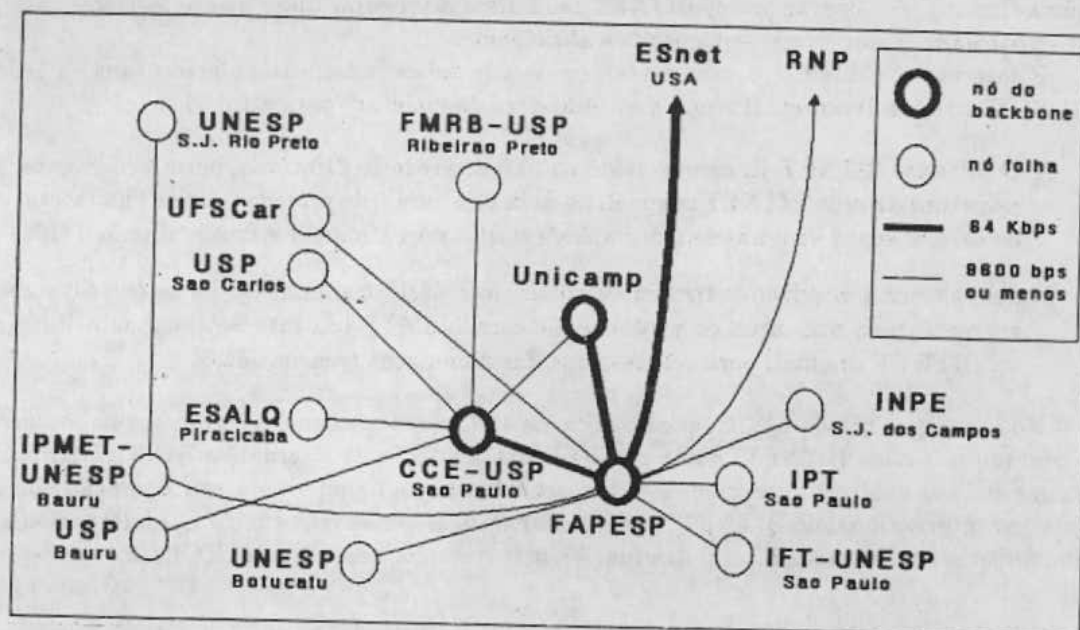 ESnet
USA
RNP
nó do
backbone
UNESP
S.J. Rio Preto
FMRB-USP
Ribeirao Preto
nó folha
UFSCar
64 Kbps
USP
Sao Carlos
Unicamp
9600 bps
ou menos
ESALQ
Piracicaba
INPE
S.J. dos Campos
IPMET-
UNESP
Bauru
CCE-USP
Sao Paulo
IPT
Sao Paulo
FAPESP
USP
Bauru
UNESP
Botucatu
IFT-UNESP
Sao Paulo